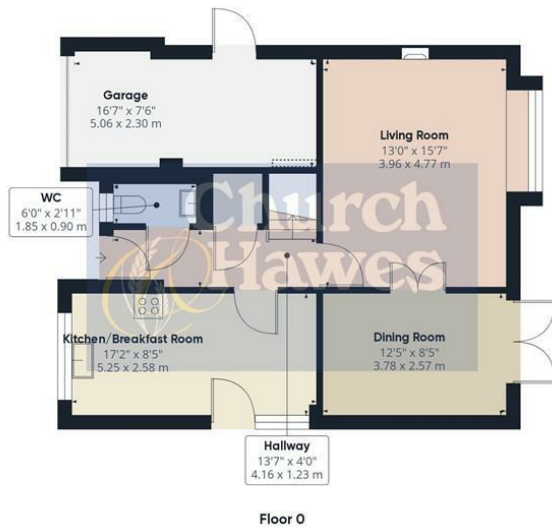 Garage
16'7" x 7'6"
5.06 x 2.30 m
Living Room
13'0" x 15'7"
3.96 x 4.77 m
WC
6'0" x 2'11"
1.85 x 0.90 m
Church
Hawes
Kitchen/Breakfast Room
17'2" x 8'5"
5.25 x 2.58 m
Dining Room
12'5" x 8'5"
3.78 x 2.57 m
Hallway
13'7" x 4'0"
4.16 x 1.23 m
Floor 0